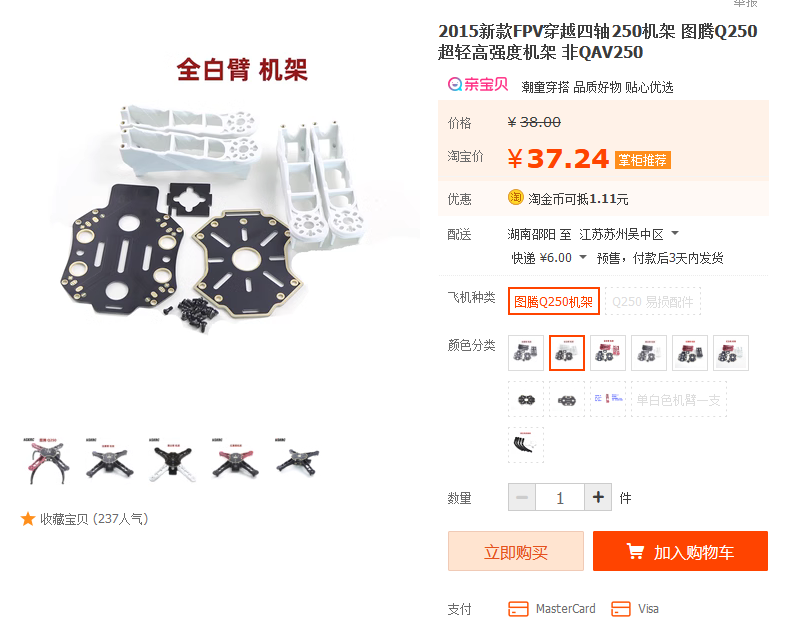 举报
2015新款FPV穿越四轴250机架 图腾Q250
超轻高强度机架 非QAV250
全白臂 机架
亲宝贝 潮童穿搭 品质好物 贴心优选
价格 ¥ 38.00
淘宝价 ¥ 37.24 掌柜推荐
优惠 淘 淘金币可抵1.11元
配送 湖南邵阳 至 江苏苏州吴中区
快递 ¥6.00 预售，付款后3天内发货
飞机种类 图腾Q250机架 Q250 易损配件
颜色分类
单白色机臂一支
收藏宝贝 (237人气)
数量 − 1 + 件
立即购买 加入购物车
支付 MasterCard Visa